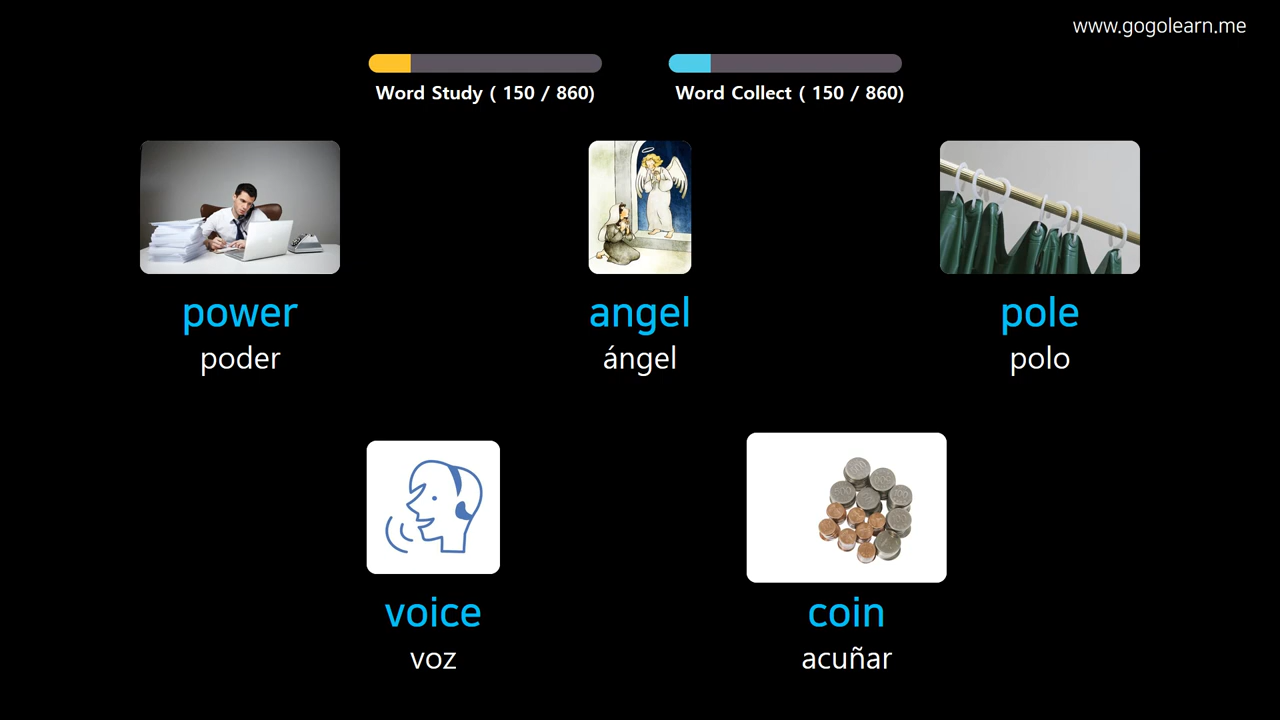 www.gogolearn.me
Word Study ( 150 / 860)
Word Collect ( 150 / 860)
power
poder
angel
ángel
pole
polo
voice
voz
coin
acuñar